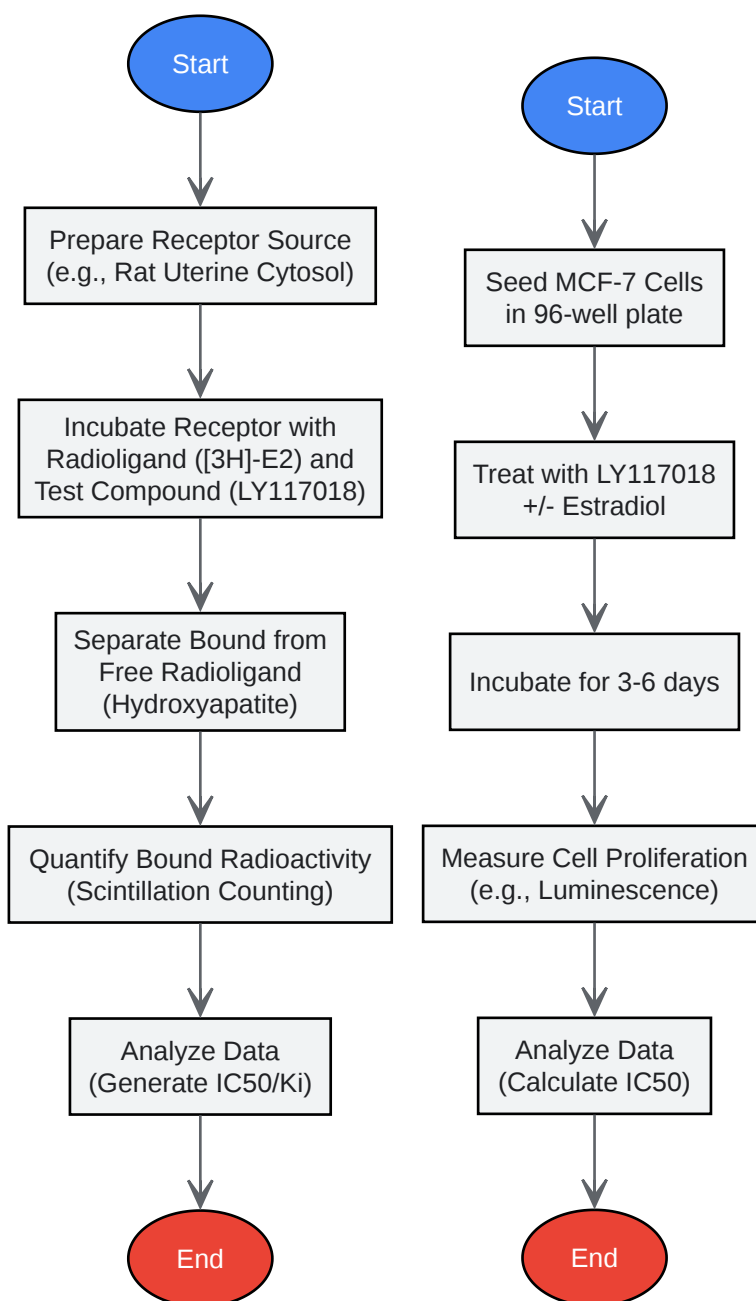 Start
Prepare Receptor Source
(e.g., Rat Uterine Cytosol)
Incubate Receptor with
Radioligand ([3H]-E2) and
Test Compound (LY117018)
Separate Bound from
Free Radioligand
(Hydroxyapatite)
Quantify Bound Radioactivity
(Scintillation Counting)
Analyze Data
(Generate IC50/Ki)
End
Start
Seed MCF-7 Cells
in 96-well plate
Treat with LY117018
+/- Estradiol
Incubate for 3-6 days
Measure Cell Proliferation
(e.g., Luminescence)
Analyze Data
(Calculate IC50)
End